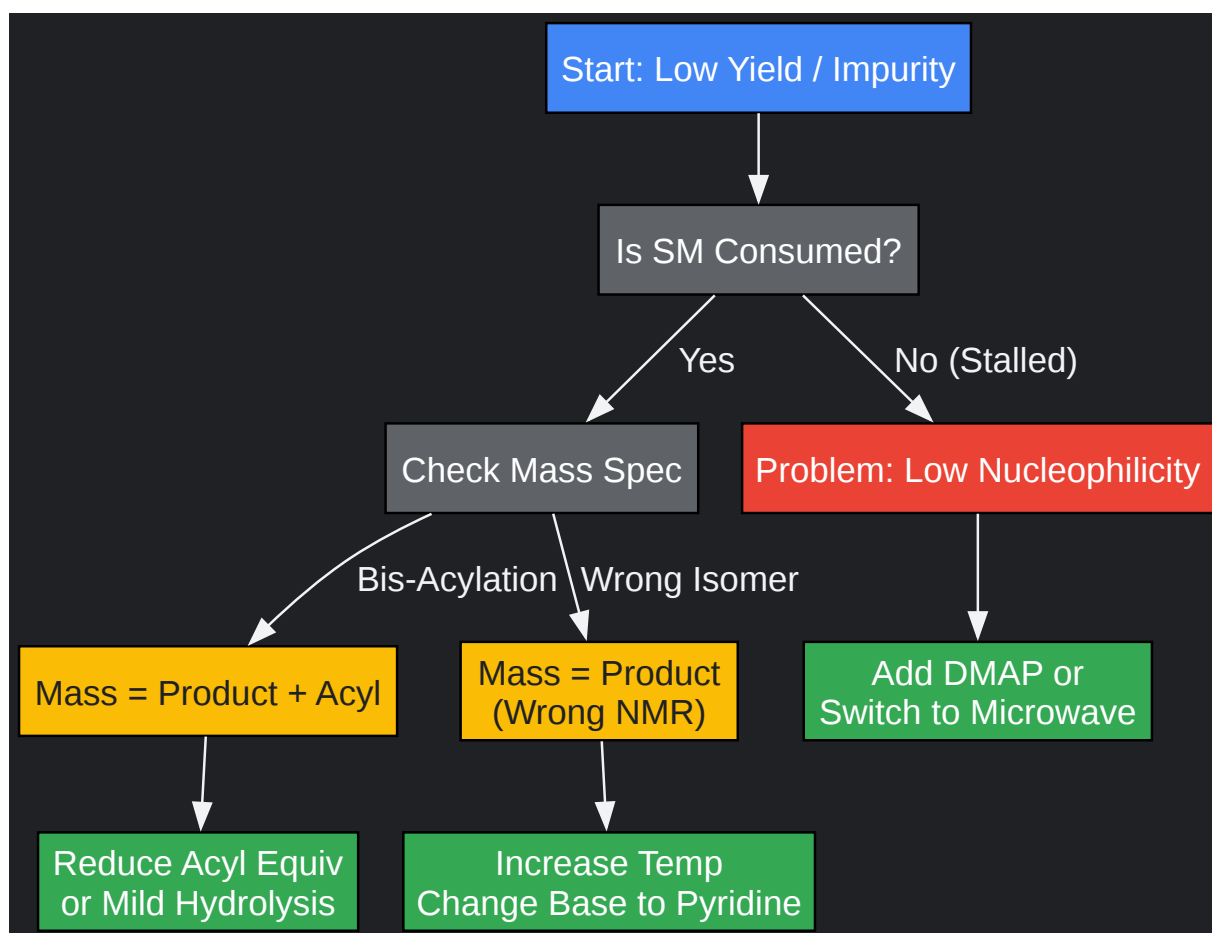 Start: Low Yield / Impurity
Is SM Consumed?
Yes
No (Stalled)
Check Mass Spec
Problem: Low Nucleophilicity
Bis-Acylation
Wrong Isomer
Mass = Product + Acyl
Mass = Product
(Wrong NMR)
Add DMAP or
Switch to Microwave
Reduce Acyl Equiv
or Mild Hydrolysis
Increase Temp
Change Base to Pyridine